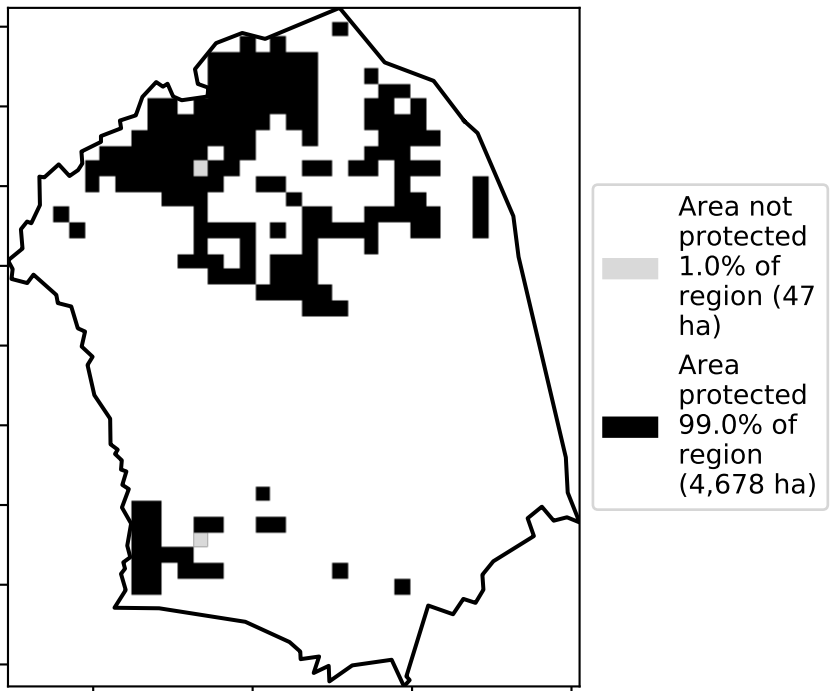 Area not
protected
1.0% of
region (47
ha)
Area
protected
99.0% of
region
(4,678 ha)